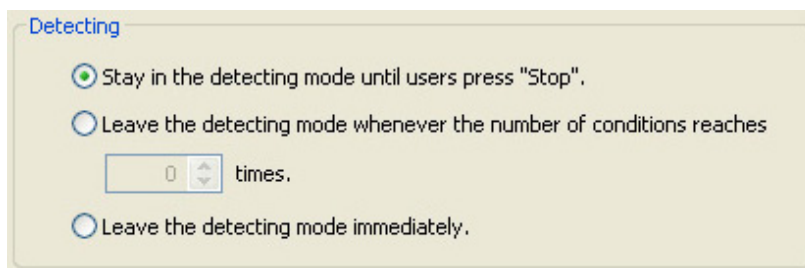 Detecting
Stay in the detecting mode until users press "Stop".
Leave the detecting mode whenever the number of conditions reaches
0 times.
Leave the detecting mode immediately.